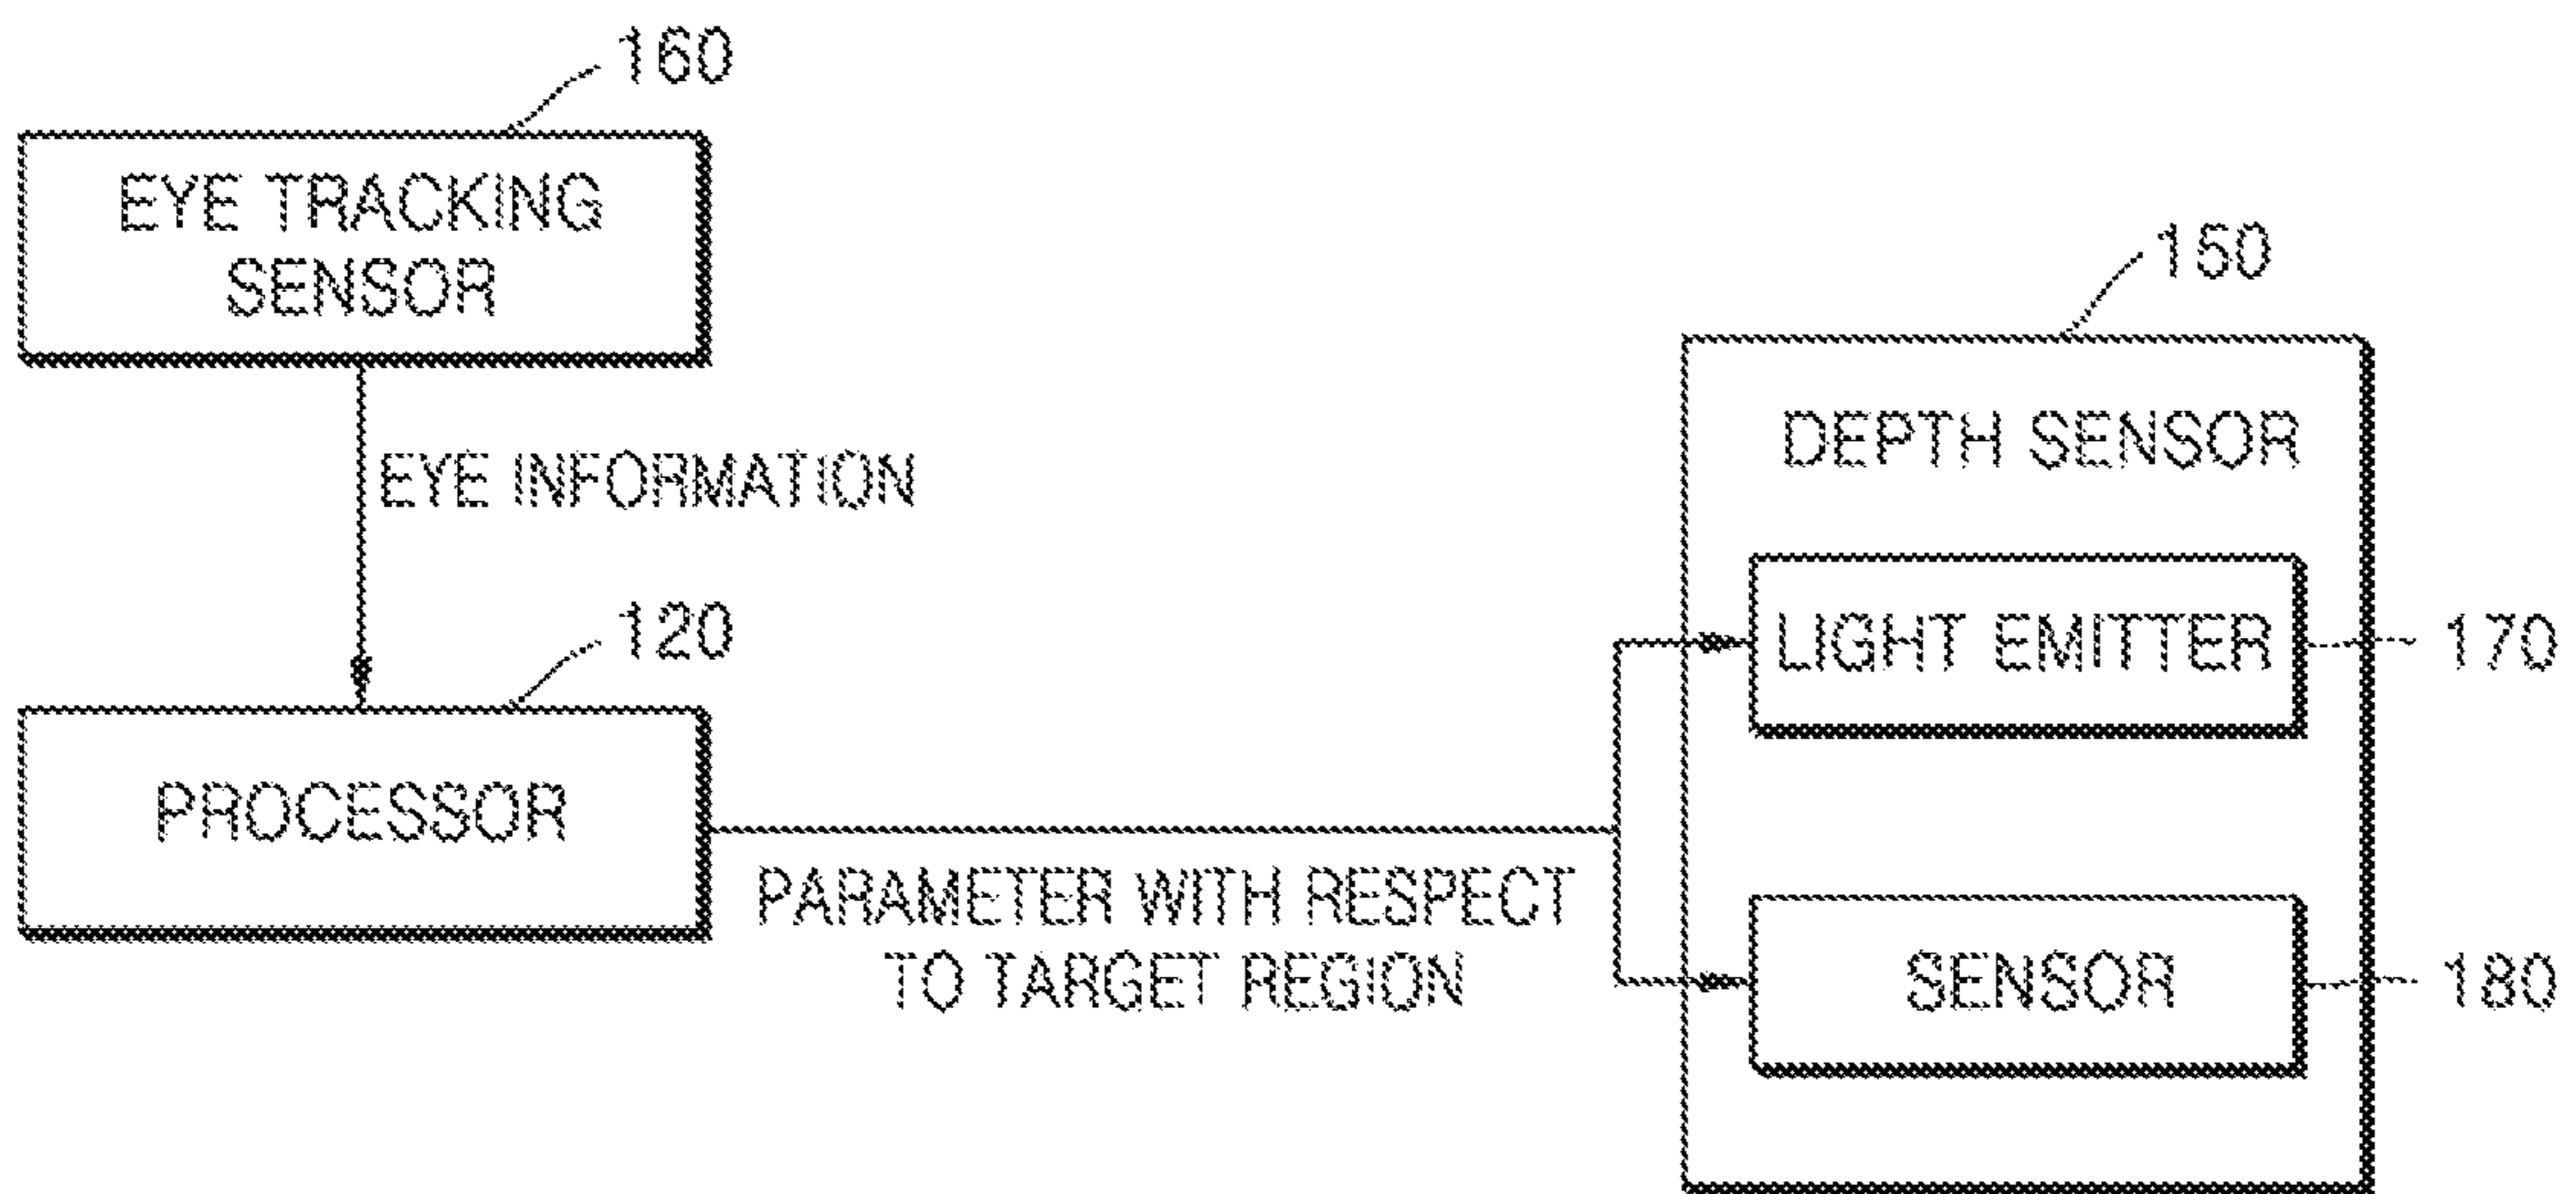 160
EYE TRACKING
SENSOR
150
DEPTH SENSOR
EYE INFORMATION
120
LIGHT EMITTER
170
PROCESSOR
PARAMETER WITH RESPECT
TO TARGET REGION
SENSOR
180